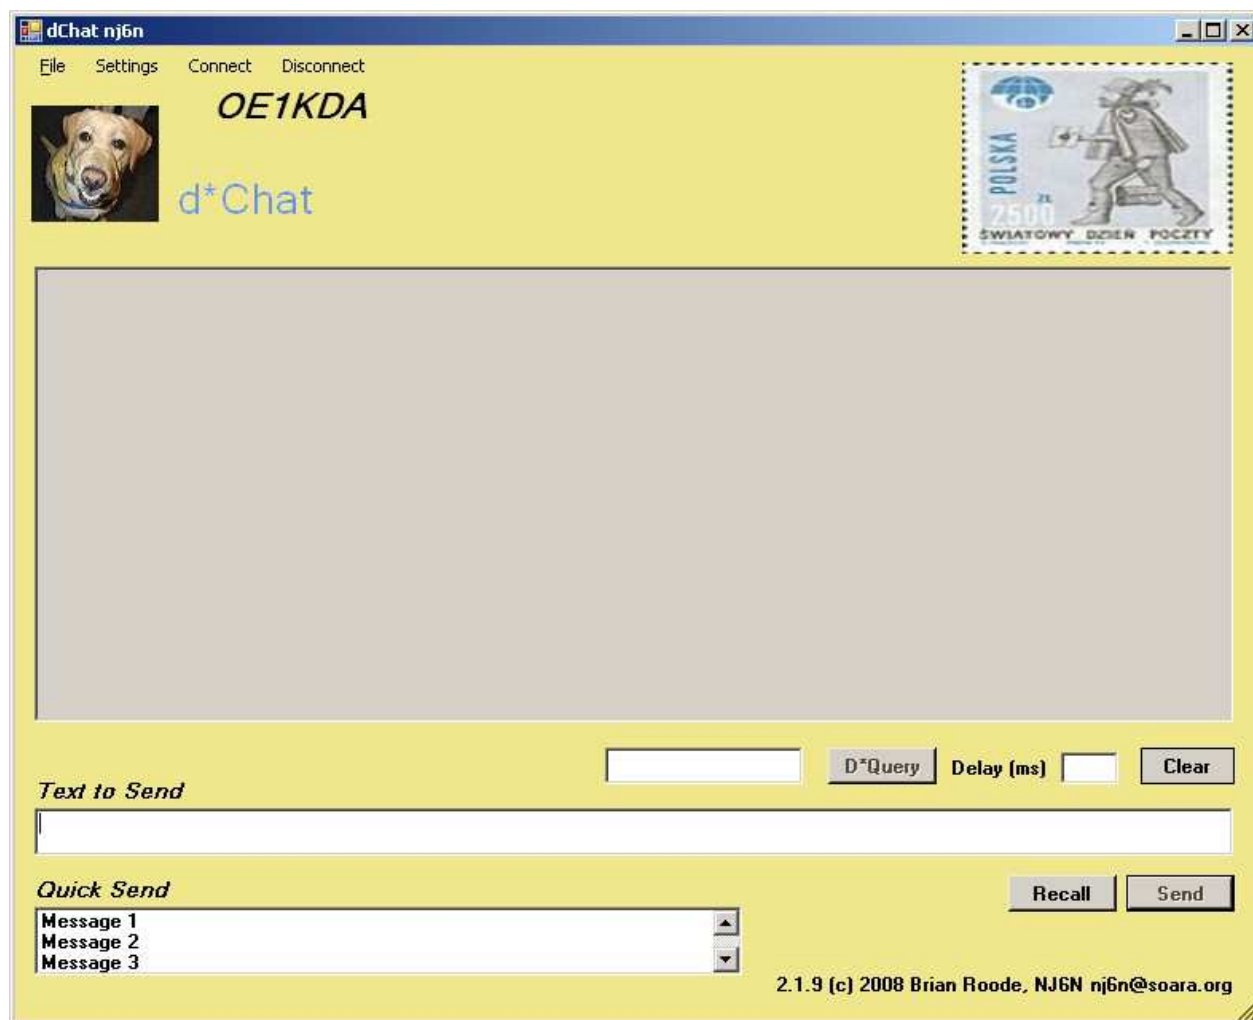 dChat nj6n
File Settings Connect Disconnect
OE1KDA
d*Chat
POLSKA
ZŁ
2500
ŚWIATOWY DZIEŃ POCZTY
D*Query Delay (ms) Clear
Text to Send
Quick Send
Recall Send
Message 1
Message 2
Message 3
2.1.9 (c) 2008 Brian Roode, NJ6N nj6n@soara.org